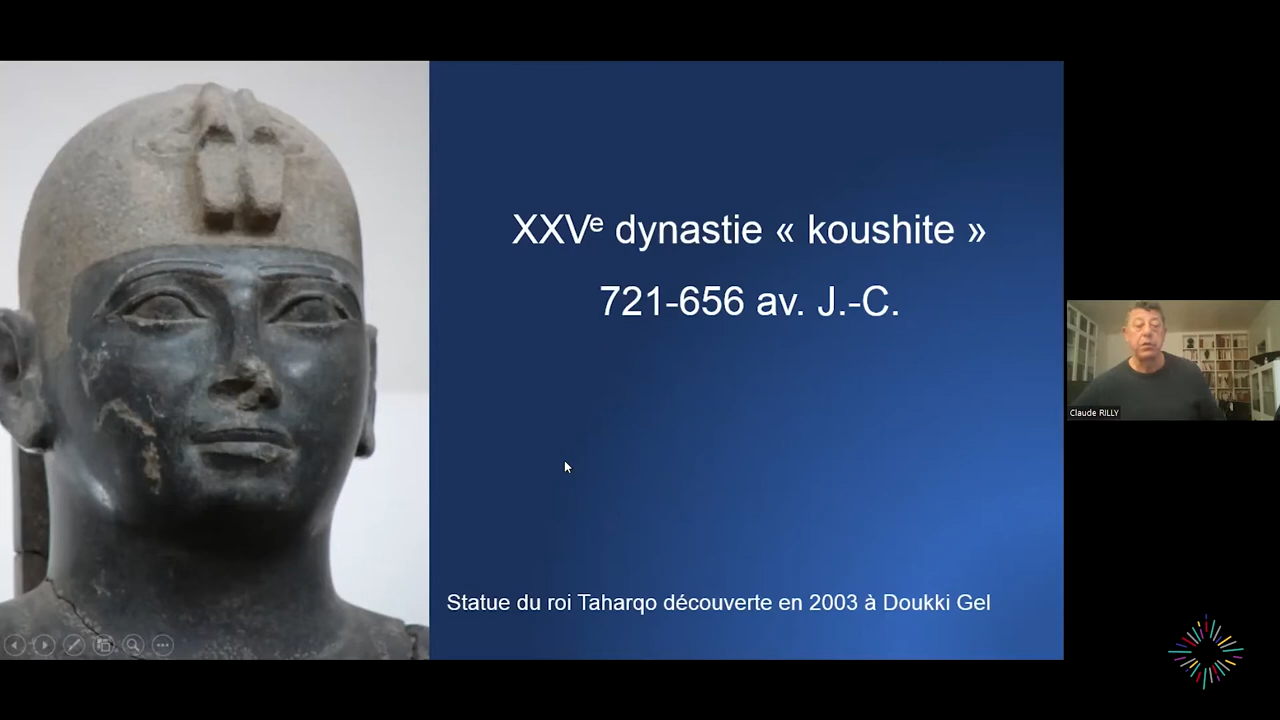 XXVe dynastie « koushite »
721-656 av. J.-C.
Statue du roi Taharqo découverte en 2003 à Doukki Gel
Claude RILLY